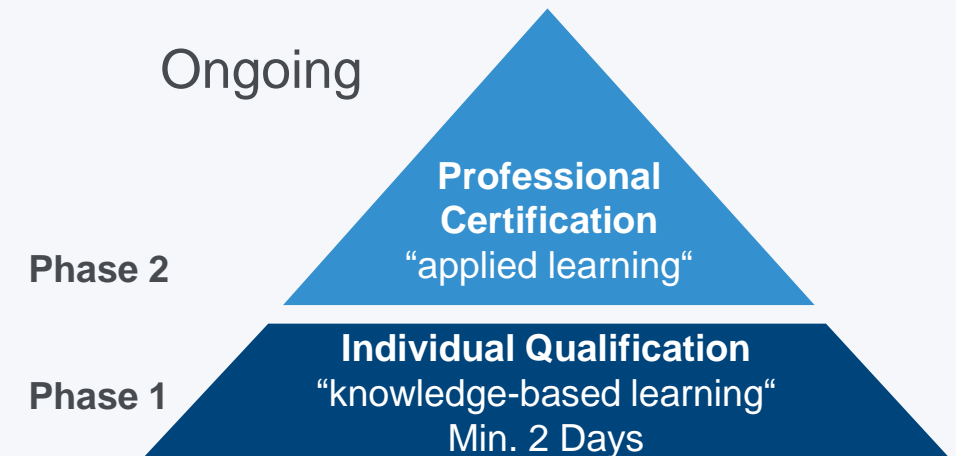 Ongoing
Professional
Certification
Phase 2
“applied learning“
Individual Qualification
Phase 1
“knowledge-based learning“
Min. 2 Days